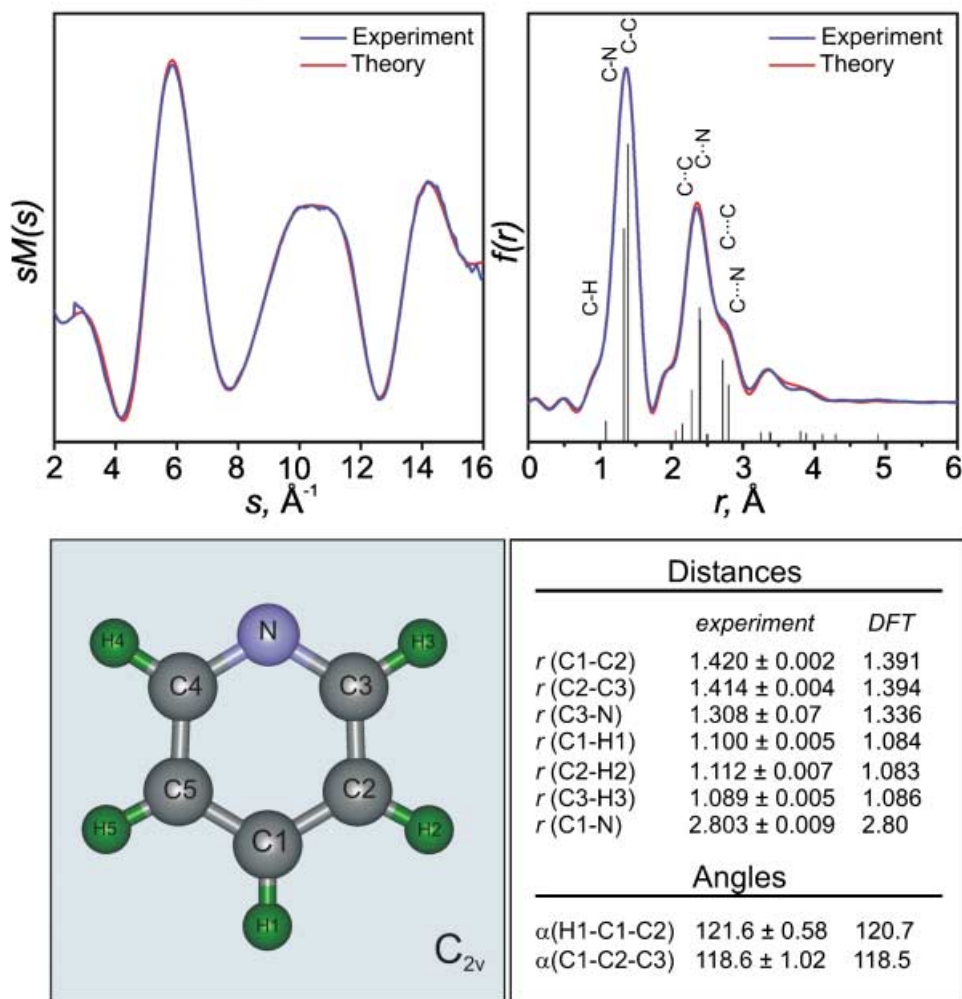 Experiment
Theory
sM(s)
2 4 6 8 10 12 14 16
s, Å⁻¹
Experiment
Theory
C-H
C-N
C-C
C··C
C··N
C···C
C···N
f(r)
0 1 2 3 4 5 6
r, Å
N
H4
H3
C4
C3
C5
C2
H5
H2
C1
H1
C₂ᵥ
Distances
experiment DFT
r (C1-C2) 1.420 ± 0.002 1.391
r (C2-C3) 1.414 ± 0.004 1.394
r (C3-N) 1.308 ± 0.07 1.336
r (C1-H1) 1.100 ± 0.005 1.084
r (C2-H2) 1.112 ± 0.007 1.083
r (C3-H3) 1.089 ± 0.005 1.086
r (C1-N) 2.803 ± 0.009 2.80
Angles
α(H1-C1-C2) 121.6 ± 0.58 120.7
α(C1-C2-C3) 118.6 ± 1.02 118.5